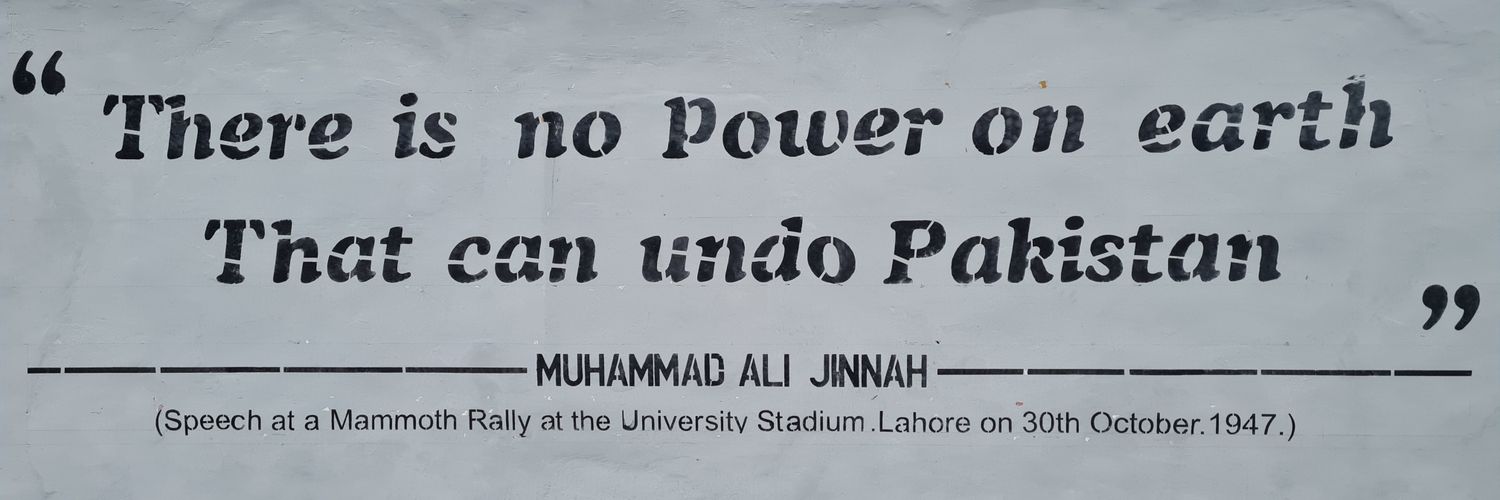 “ There is no Power on earth
That can undo Pakistan ”
MUHAMMAD ALI JINNAH
(Speech at a Mammoth Rally at the University Stadium.Lahore on 30th October.1947.)